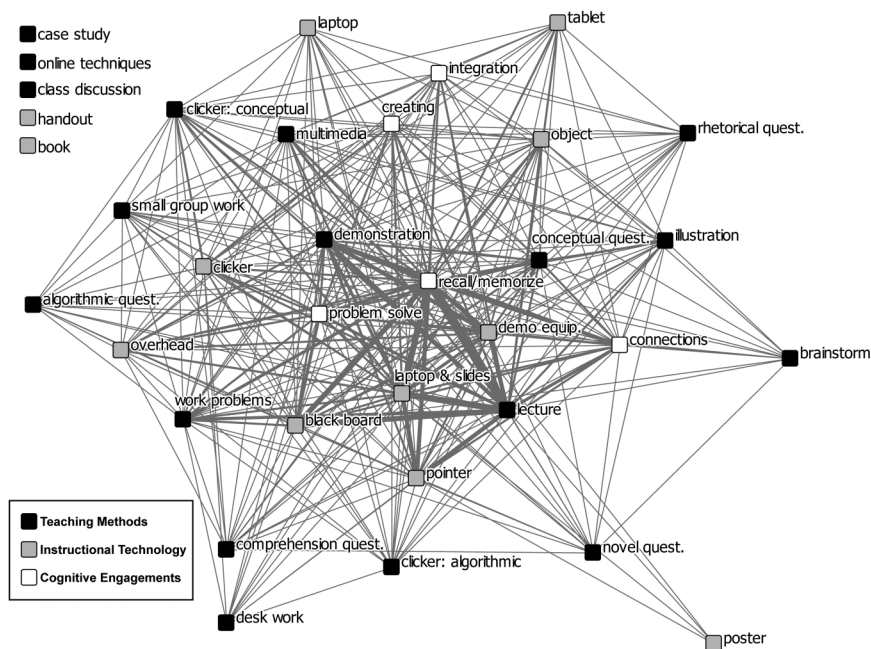 laptop
tablet
case study
online techniques
class discussion
handout
book
integration
creating
clicker: conceptual
multimedia
object
rhetorical quest.
small group work
demonstration
conceptual quest.
illustration
clicker
recall/memorize
algorithmic quest.
problem solve
demo equip.
connections
overhead
brainstorm
laptop & slides
work problems
lecture
black board
pointer
Teaching Methods
Instructional Technology
Cognitive Engagements
comprehension quest.
novel quest.
clicker: algorithmic
desk work
poster